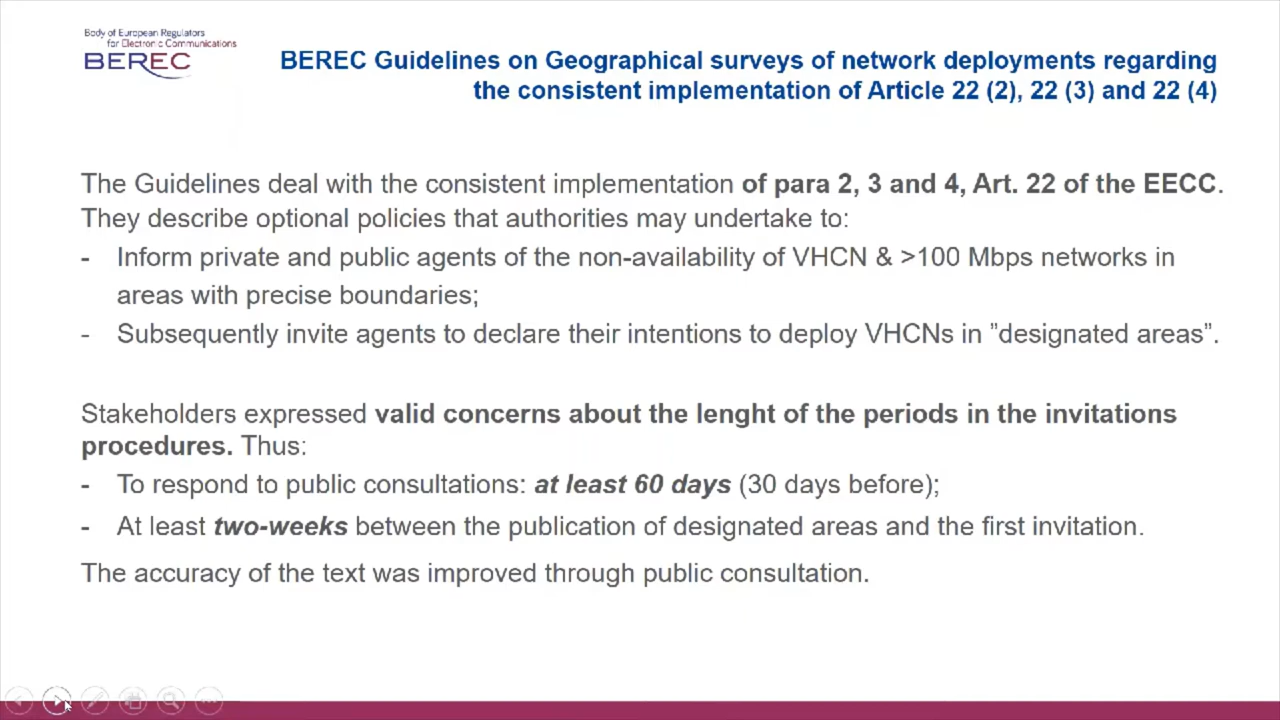 Body of European Regulators
for Electronic Communications
BEREC
BEREC Guidelines on Geographical surveys of network deployments regarding
the consistent implementation of Article 22 (2), 22 (3) and 22 (4)
The Guidelines deal with the consistent implementation of para 2, 3 and 4, Art. 22 of the EECC.
They describe optional policies that authorities may undertake to:
- Inform private and public agents of the non-availability of VHCN & >100 Mbps networks in
areas with precise boundaries;
- Subsequently invite agents to declare their intentions to deploy VHCNs in ”designated areas”.
Stakeholders expressed valid concerns about the lenght of the periods in the invitations
procedures. Thus:
- To respond to public consultations: at least 60 days (30 days before);
- At least two-weeks between the publication of designated areas and the first invitation.
The accuracy of the text was improved through public consultation.